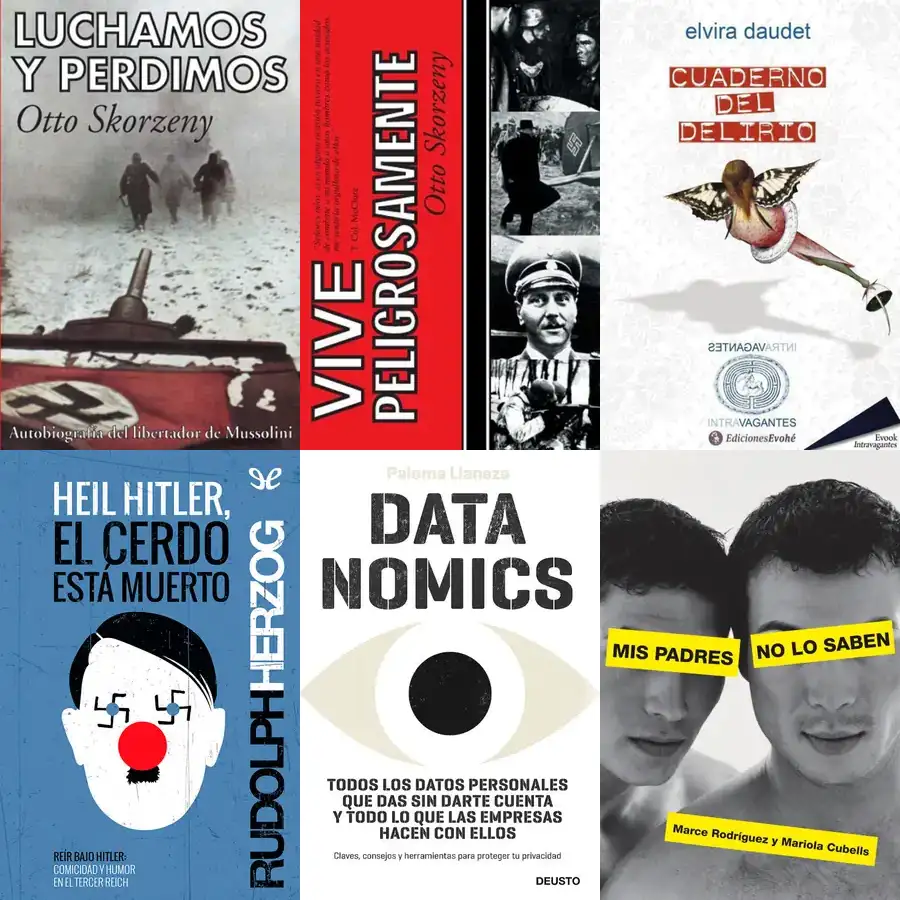 LUCHAMOS
Y PERDIMOS
Otto Skorzeny
Autobiografía del libertador de Mussolini
VIVE
PELIGROSAMENTE
Otto Skorzeny
T. Col. McClure
elvira daudet
CUADERNO
DEL
DELIRIO
INTRAVAGANTES
INTRAVAGANTES
EdicionesEvohé
Evook
Intravagantes
HEIL HITLER,
EL CERDO
ESTÁ MUERTO
RUDOLPH HERZOG
REÍR BAJO HITLER:
COMICIDAD Y HUMOR
EN EL TERCER REICH
Paloma Llaneza
DATA
NOMICS
TODOS LOS DATOS PERSONALES
QUE DAS SIN DARTE CUENTA
Y TODO LO QUE LAS EMPRESAS
HACEN CON ELLOS
Claves, consejos y herramientas para proteger tu privacidad
DEUSTO
MIS PADRES
NO LO SABEN
Marce Rodríguez y Mariola Cubells